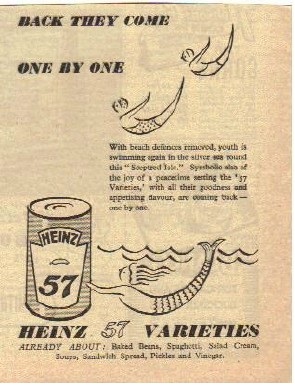 BACK THEY COME
ONE BY ONE
With beach defences removed, youth is
swimming again in the silver sea round
this "Sceptred Isle." Symbolic also of
the joy of a peacetime setting the '57
Varieties,' with all their goodness and
appetising flavour, are coming back—
one by one.
HEINZ
57
HEINZ 57 VARIETIES
ALREADY ABOUT: Baked Beans, Spaghetti, Salad Cream,
Soups, Sandwich Spread, Pickles and Vinegar.